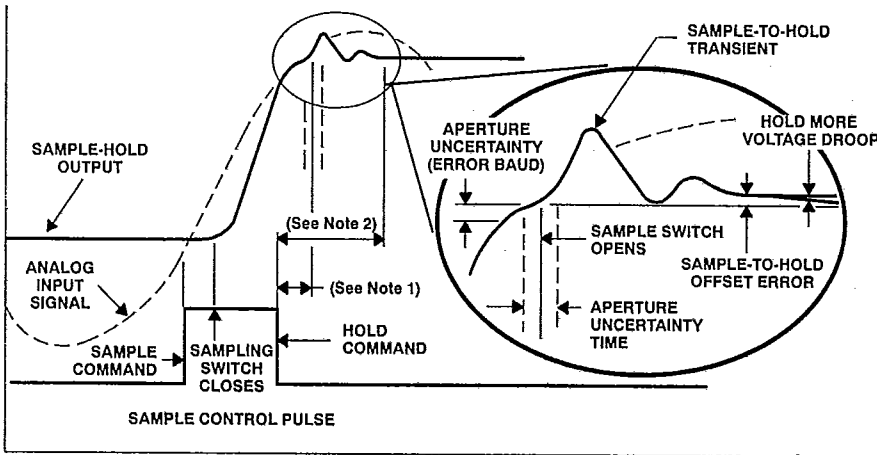 SAMPLE-TO-HOLD
TRANSIENT
APERTURE
UNCERTAINTY
(ERROR BAUD)
HOLD MORE
VOLTAGE DROOP
SAMPLE-HOLD
OUTPUT
(See Note 2)
SAMPLE SWITCH
OPENS
SAMPLE-TO-HOLD
OFFSET ERROR
ANALOG
INPUT
SIGNAL
(See Note 1)
APERTURE
UNCERTAINTY
TIME
SAMPLE
COMMAND
SAMPLING
SWITCH
CLOSES
HOLD
COMMAND
SAMPLE CONTROL PULSE